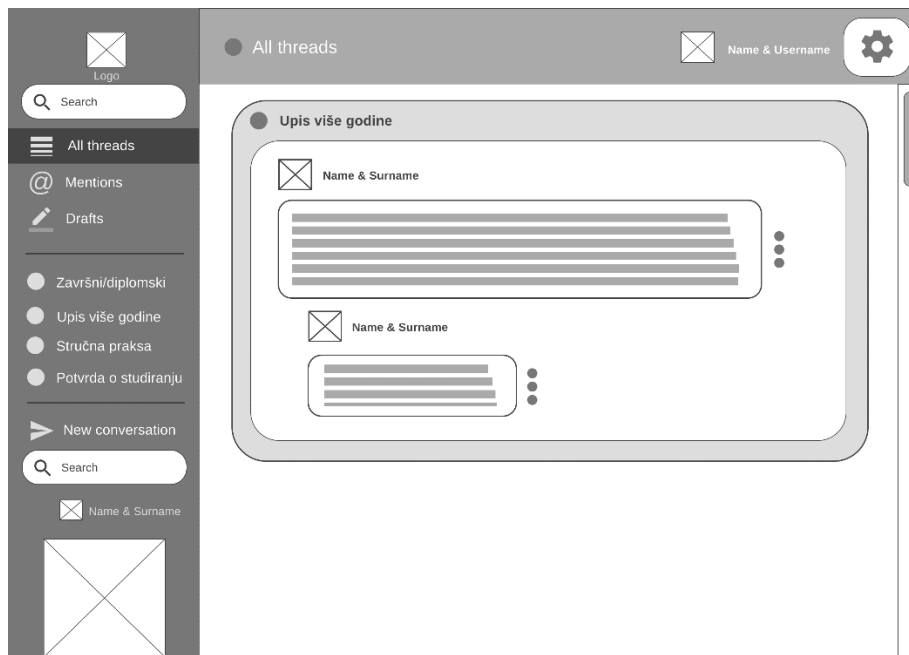 Logo
Search
All threads
@ Mentions
Drafts
Završni/diplomski
Upis više godine
Stručna praksa
Potvrda o studiranju
New conversation
Search
Name & Surname
All threads
Name & Username
Upis više godine
Name & Surname
Name & Surname